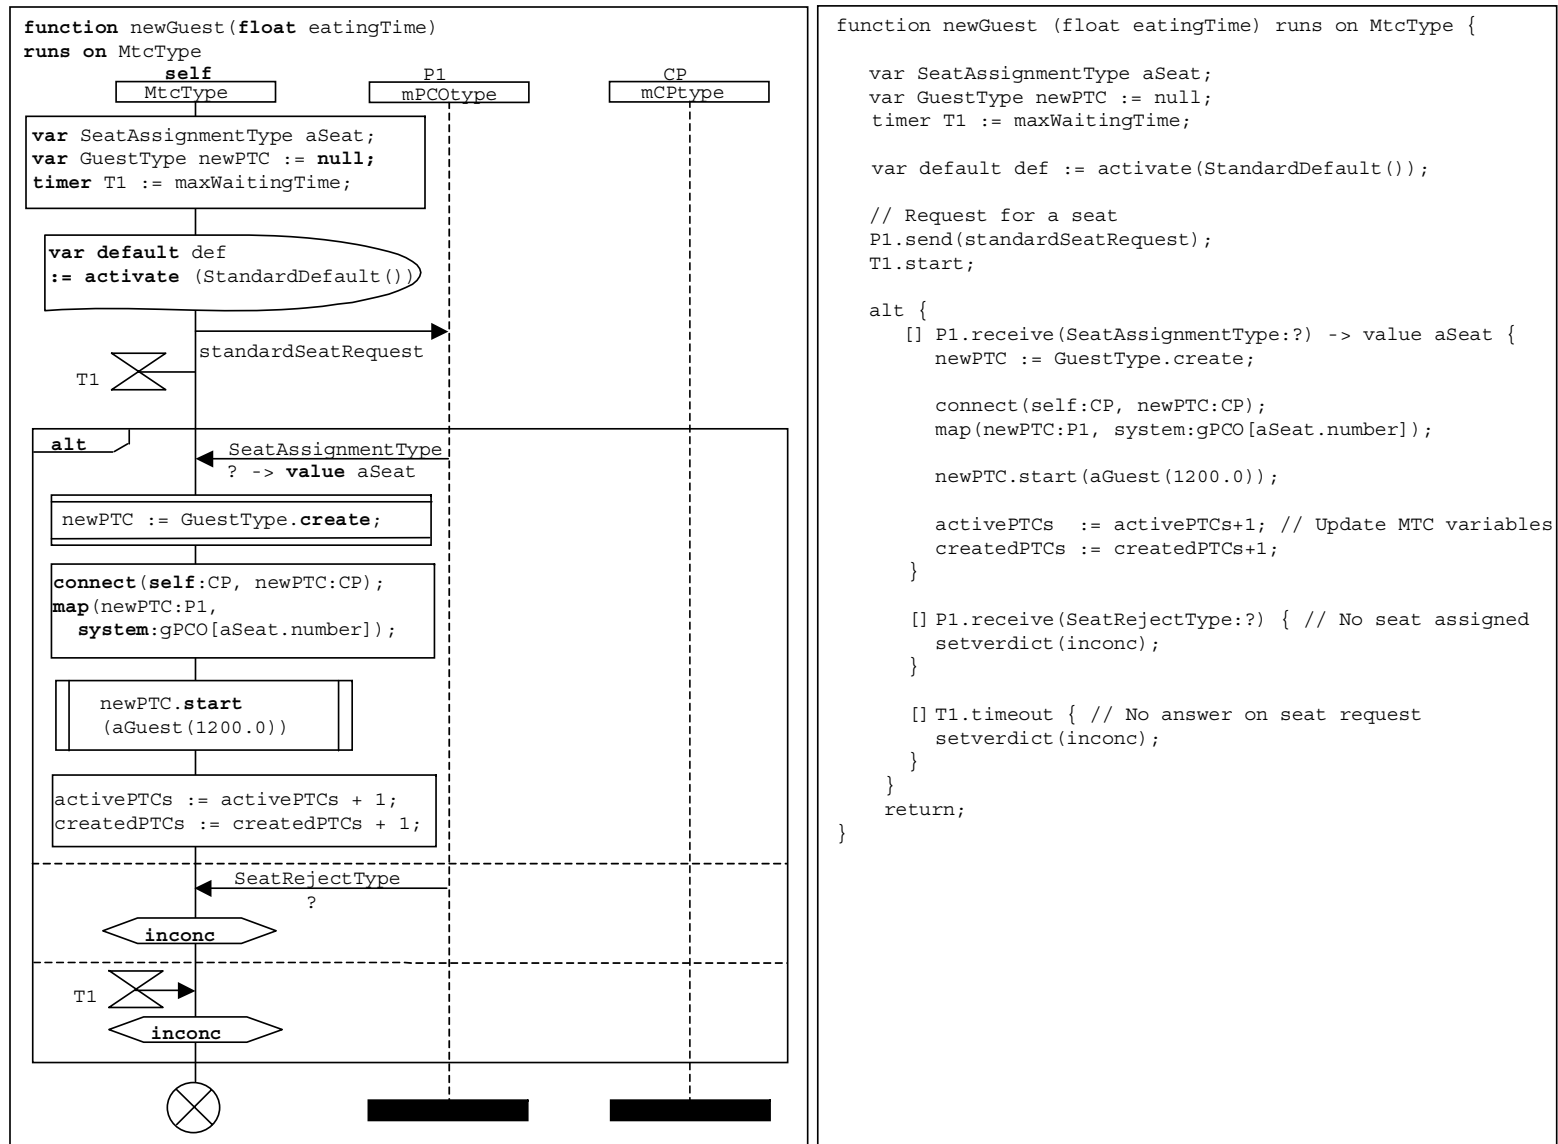 function newGuest(float eatingTime)
runs on MtcType
self
MtcType
P1
mPCOtype
CP
mCPtype
var SeatAssignmentType aSeat;
var GuestType newPTC := null;
timer T1 := maxWaitingTime;
var default def
:= activate (StandardDefault())
standardSeatRequest
T1
alt
SeatAssignmentType
? -> value aSeat
newPTC := GuestType.create;
connect(self:CP, newPTC:CP);
map(newPTC:P1,
system:gPCO[aSeat.number]);
newPTC.start
(aGuest(1200.0))
activePTCs := activePTCs + 1;
createdPTCs := createdPTCs + 1;
SeatRejectType
?
inconc
T1
inconc
function newGuest (float eatingTime) runs on MtcType {
var SeatAssignmentType aSeat;
var GuestType newPTC := null;
timer T1 := maxWaitingTime;
var default def := activate(StandardDefault());
// Request for a seat
P1.send(standardSeatRequest);
T1.start;
alt {
[] P1.receive(SeatAssignmentType:?) -> value aSeat {
newPTC := GuestType.create;
connect(self:CP, newPTC:CP);
map(newPTC:P1, system:gPCO[aSeat.number]);
newPTC.start(aGuest(1200.0));
activePTCs  := activePTCs+1; // Update MTC variables
createdPTCs := createdPTCs+1;
}
[] P1.receive(SeatRejectType:?) { // No seat assigned
setverdict(inconc);
}
[] T1.timeout { // No answer on seat request
setverdict(inconc);
}
}
return;
}